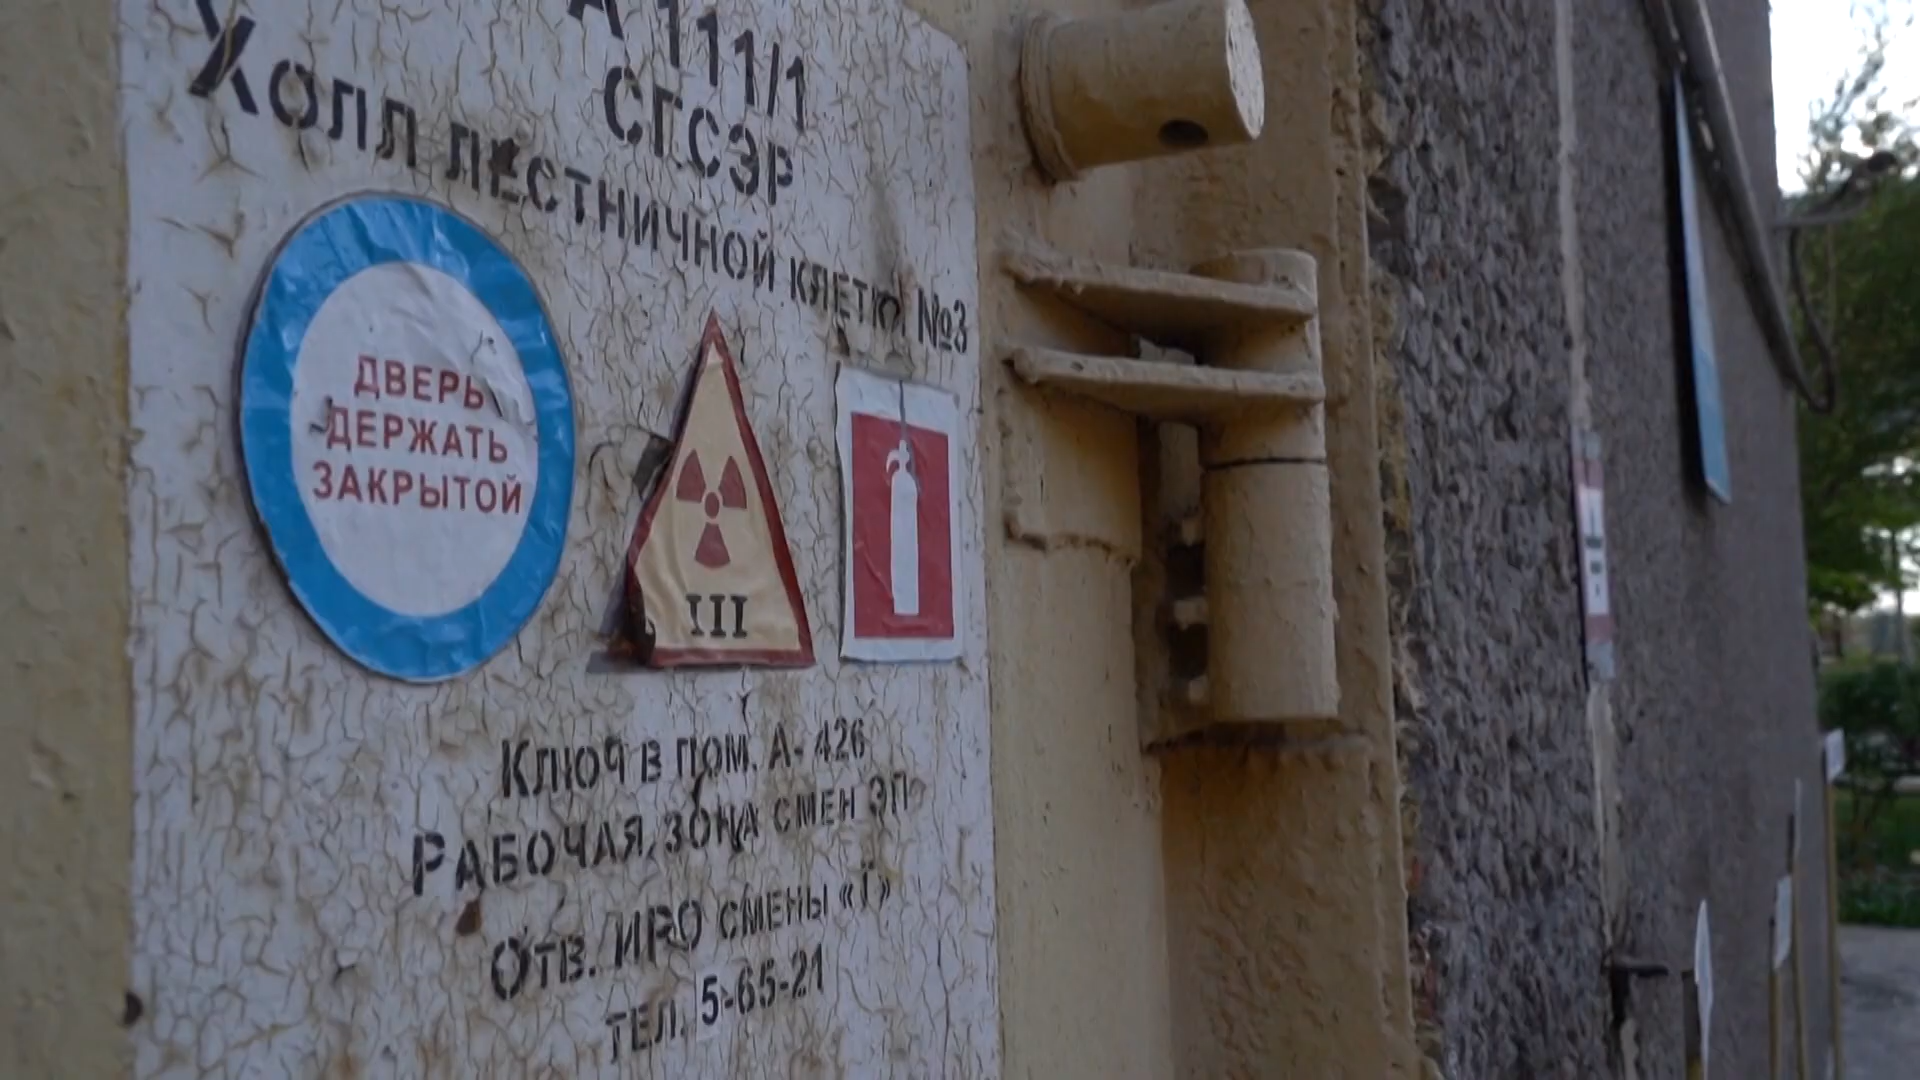 А 111/1
СГСЭР
Холл лестничной клетки №3
ДВЕРЬ
ДЕРЖАТЬ
ЗАКРЫТОЙ
III
Ключ в пом. А- 426
РАБОЧАЯ ЗОНА СМЕН ЭП
Отв. ИРО СМЕНЫ «Г»
ТЕЛ. 5-65-21